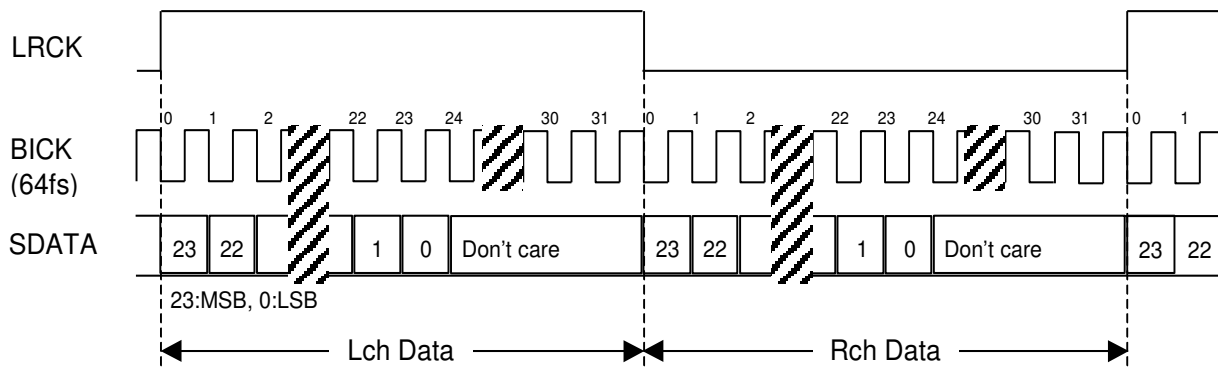 LRCK
0 1 2 22 23 24 30 31 0 1 2 22 23 24 30 31 0 1
BICK
(64fs)
SDATA 23 22 1 0 Don't care 23 22 1 0 Don't care 23 22
23:MSB, 0:LSB
Lch Data Rch Data